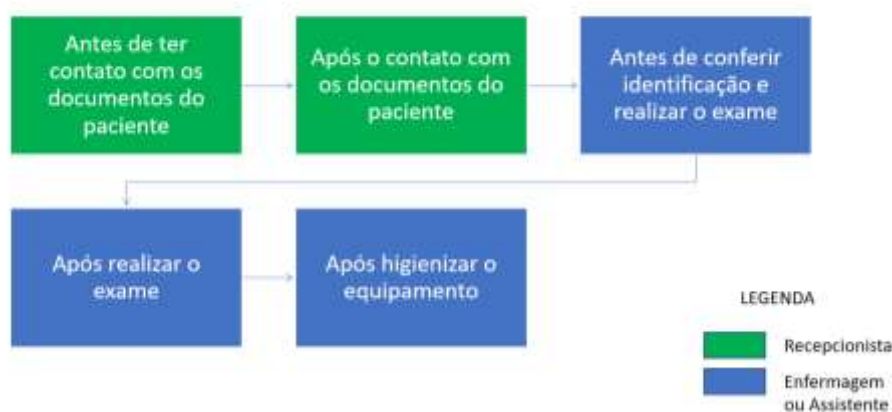 Antes de ter
contato com os
documentos do
paciente
Após o contato com
os documentos do
paciente
Antes de conferir
identificação e
realizar o exame
Após realizar o
exame
Após higienizar o
equipamento
LEGENDA
Recepcionista
Enfermagem
ou Assistente